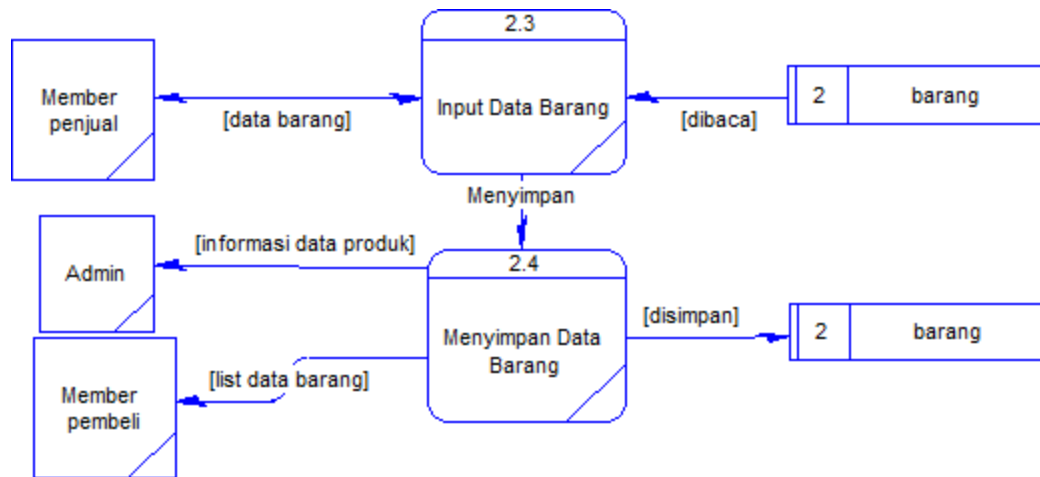 2.3
Member
penjual
[data barang]
Input Data Barang
[dibaca]
2
barang
Menyimpan
[informasi data produk]
Admin
2.4
Menyimpan Data
Barang
[disimpan]
2
barang
[list data barang]
Member
pembeli